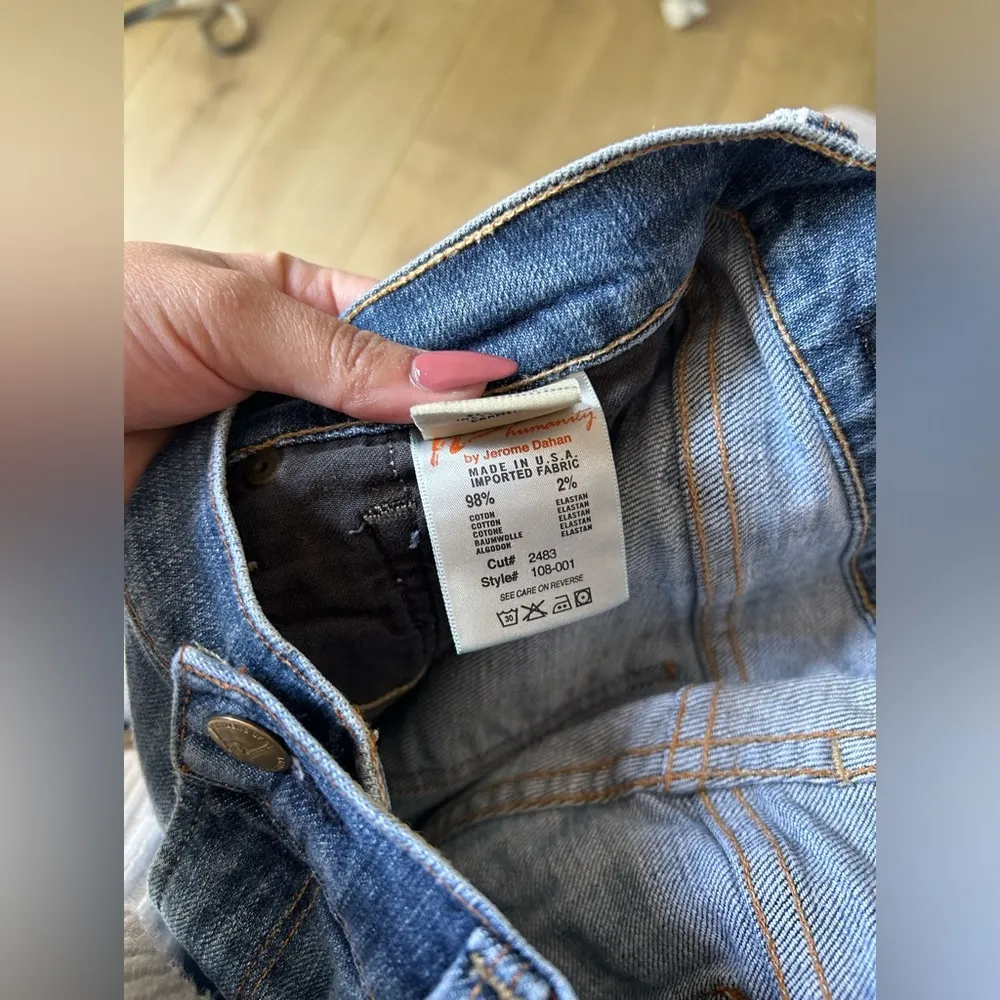 humanity
by Jerome Dahan
MADE IN U.S.A.
IMPORTED FABRIC
98% 2%
COTON ELASTAN
COTTON ELASTAN
COTONE ELASTAN
BAUMWOLLE ELASTAN
ALGODON
Cut# 2483
Style# 108-001
SEE CARE ON REVERSE
30